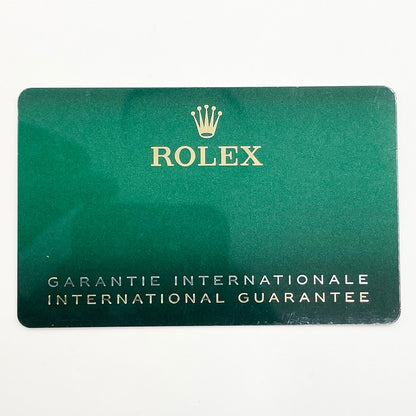 ROLEX
GARANTIE INTERNATIONALE
INTERNATIONAL GUARANTEE